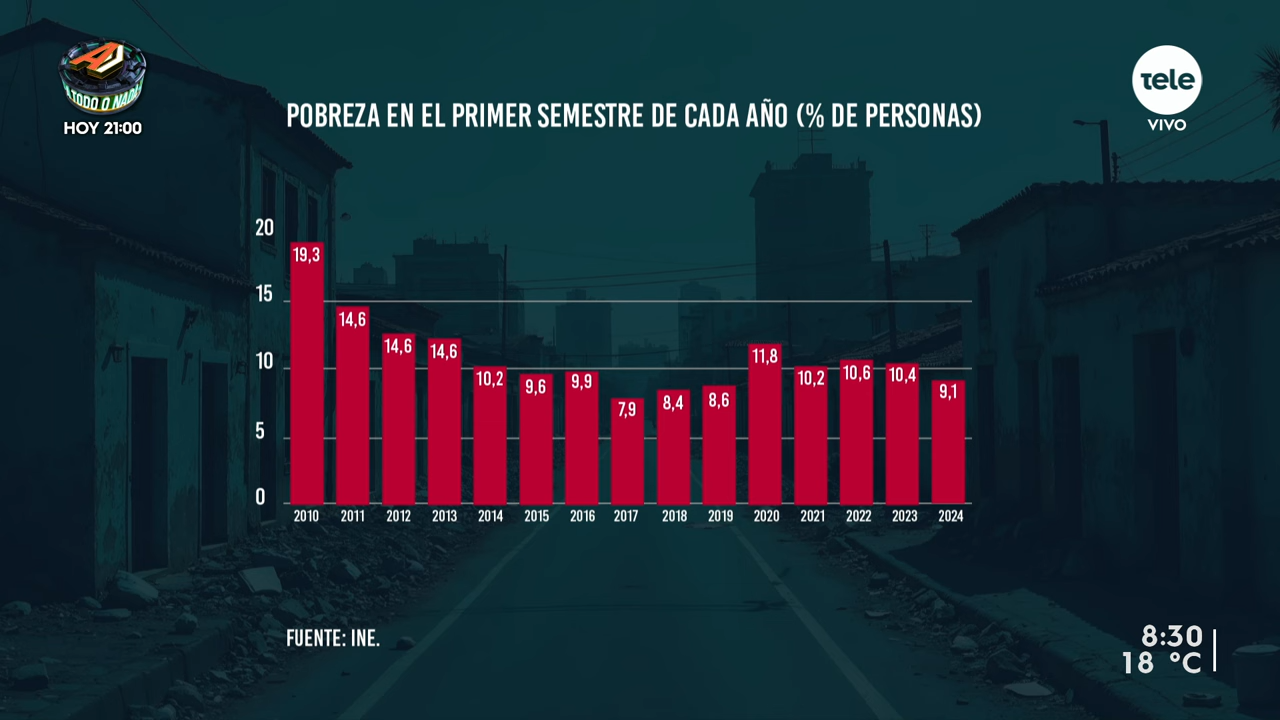 A TODO O NADA
HOY 21:00
tele
VIVO
POBREZA EN EL PRIMER SEMESTRE DE CADA AÑO (% DE PERSONAS)
20
15
10
5
0
19,3
14,6
14,6
14,6
10,2
9,6
9,9
7,9
8,4
8,6
11,8
10,2
10,6
10,4
9,1
2010 2011 2012 2013 2014 2015 2016 2017 2018 2019 2020 2021 2022 2023 2024
FUENTE: INE.
8:30
18 °C